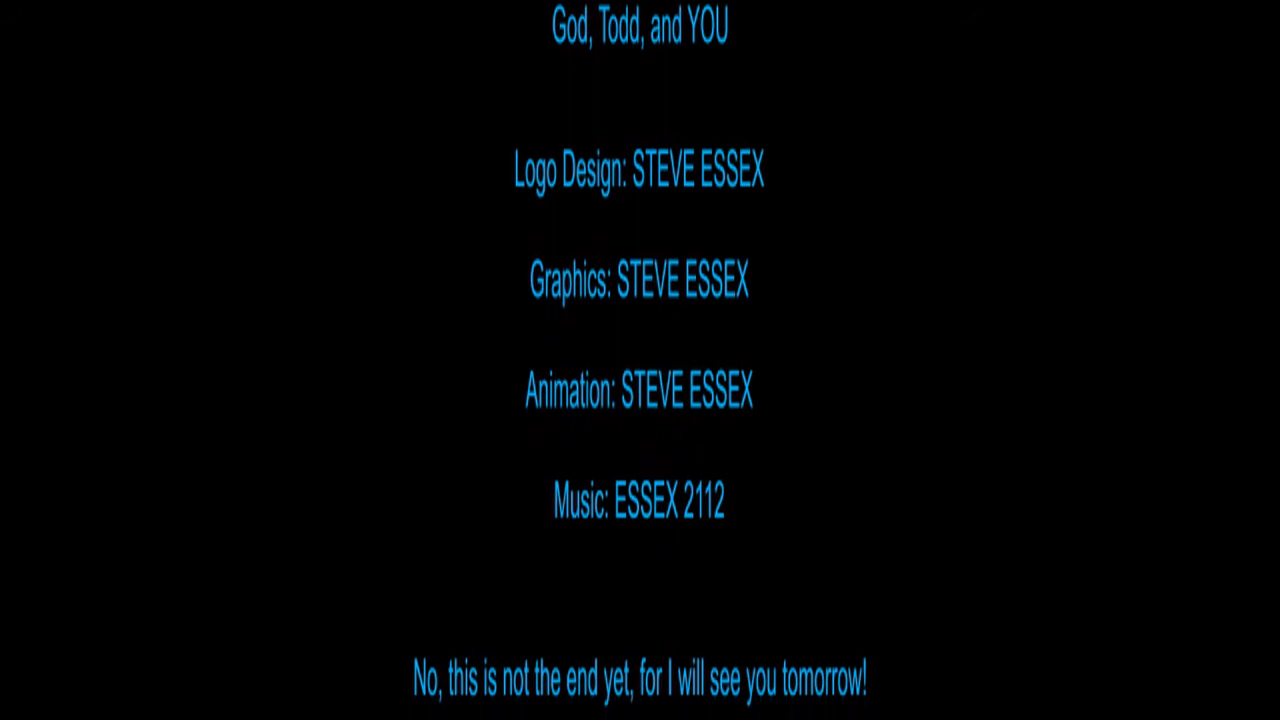 God, Todd, and YOU
Logo Design: STEVE ESSEX
Graphics: STEVE ESSEX
Animation: STEVE ESSEX
Music: ESSEX 2112
No, this is not the end yet, for I will see you tomorrow!